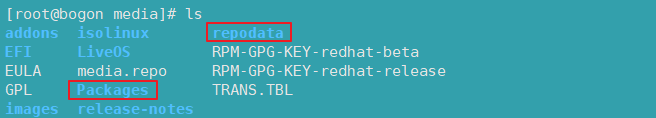 [root@bogon media]# ls
addons isolinux repodata
EFI LiveOS RPM-GPG-KEY-redhat-beta
EULA media.repo RPM-GPG-KEY-redhat-release
GPL Packages TRANS.TBL
images release-notes